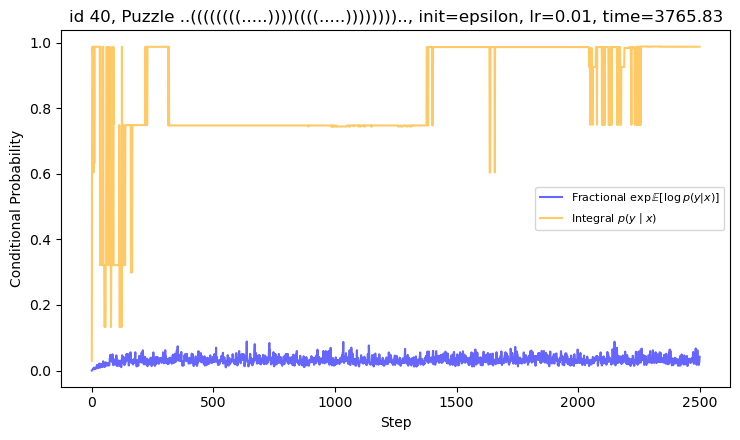 id 40, Puzzle ..((((((((.....))))((((.....)))))))).., init=epsilon, lr=0.01, time=3765.83
Conditional Probability
1.0
0.8
0.6
0.4
0.2
0.0
Fractional exp𝔼[log p(y|x)]
Integral p(y | x)
0
500
1000
1500
2000
2500
Step